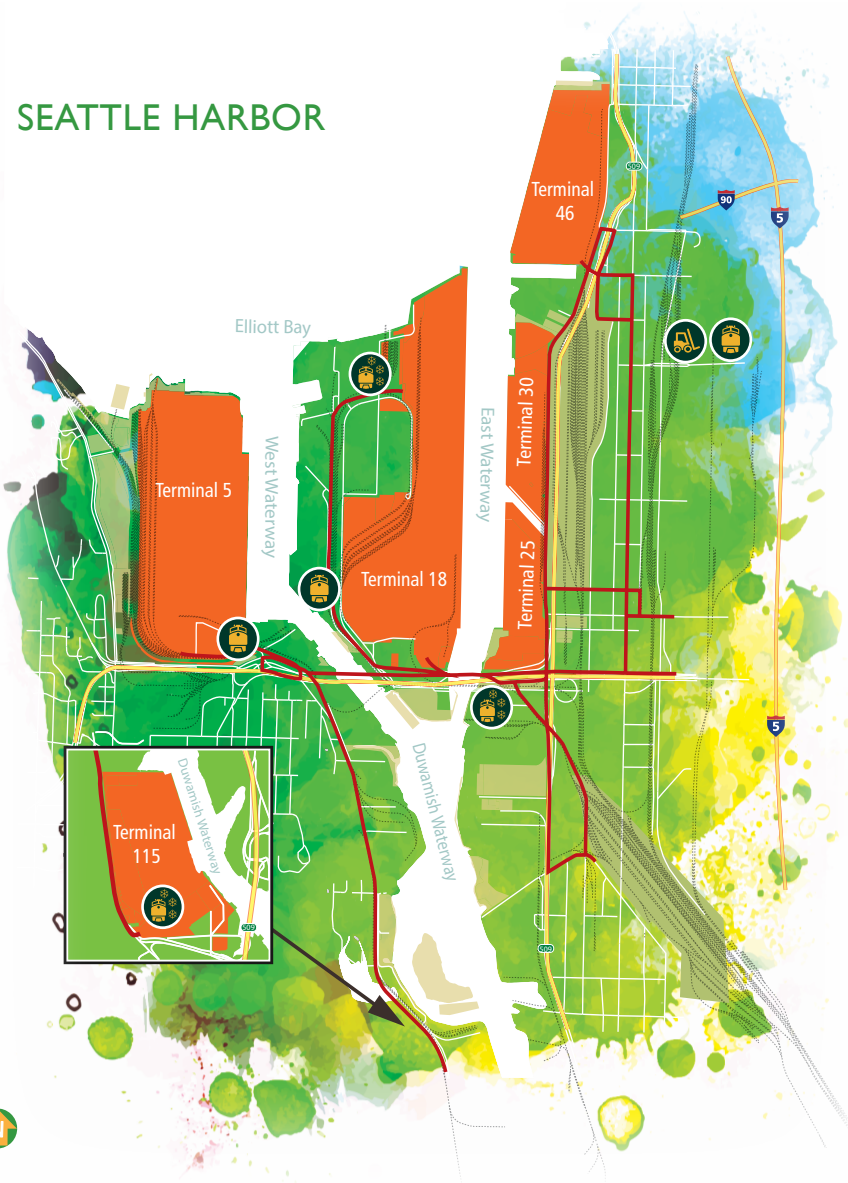 SEATTLE HARBOR
509
Terminal
46
90
5
Elliott Bay
Terminal 30
East Waterway
West Waterway
Terminal 5
Terminal 25
Terminal 18
5
Duwamish Waterway
Duwamish Waterway
Terminal
115
509
509
N